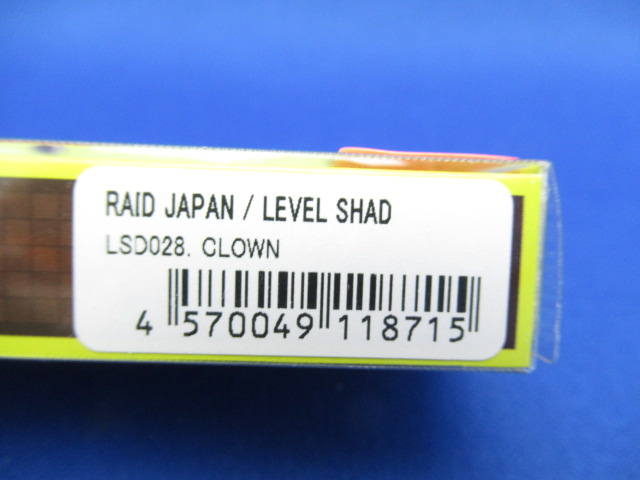 RAID JAPAN / LEVEL SHAD
LSD028. CLOWN
4 570049 118715